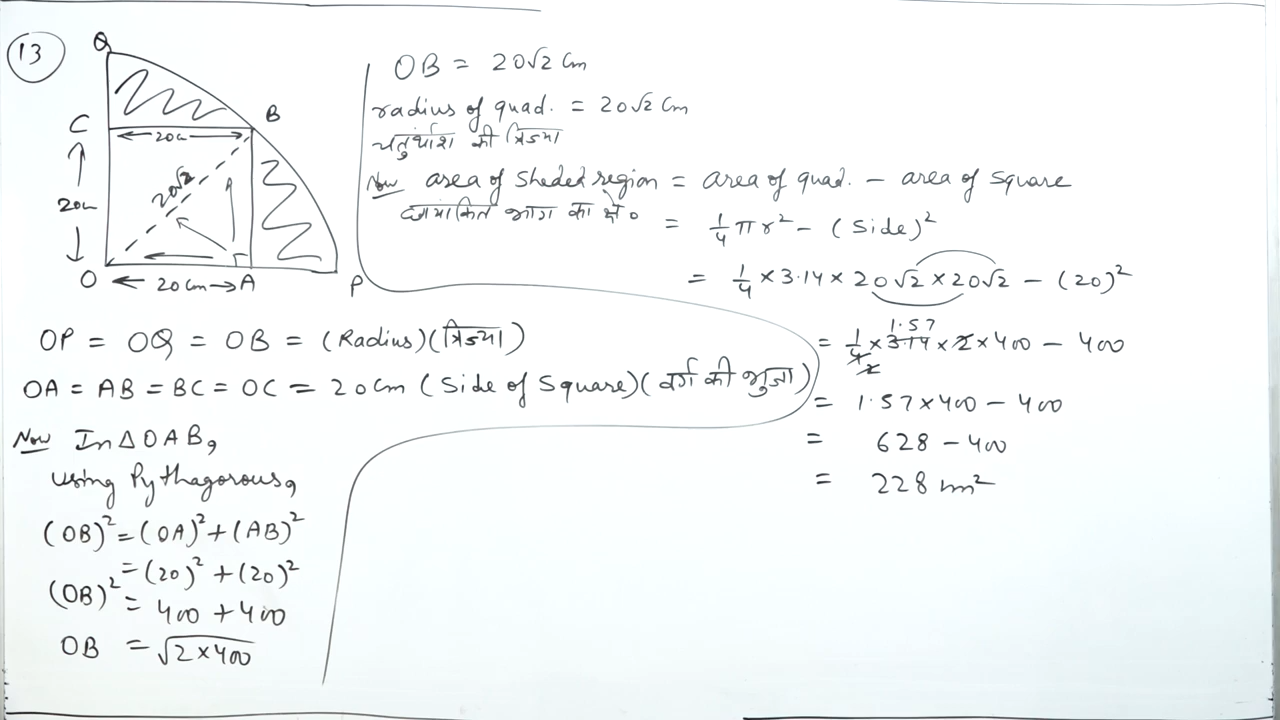 13
Q
C
B
20cm
20√2
20cm
O
← 20cm → A
P
OP = OQ = OB = (Radius)(त्रिज्या)
OA = AB = BC = OC = 20cm (Side of Square)(वर्ग की भुजा)
Now In △OAB,
using Pythagorous,
(OB)² = (OA)² + (AB)²
= (20)² + (20)²
(OB)² = 400 + 400
OB = √2×400
OB = 20√2 cm
radius of quad. = 20√2 cm
चतुर्थांश की त्रिज्या
Now area of Sheded region = area of quad. - area of square
छायांकित भाग का क्षे० = 1/4 πr² - (Side)²
= 1/4 × 3.14 × 20√2 × 20√2 - (20)²
1.57
= 1/4 × 3.14 × 2 × 400 - 400
2
= 1.57 × 400 - 400
= 628 - 400
= 228 cm²